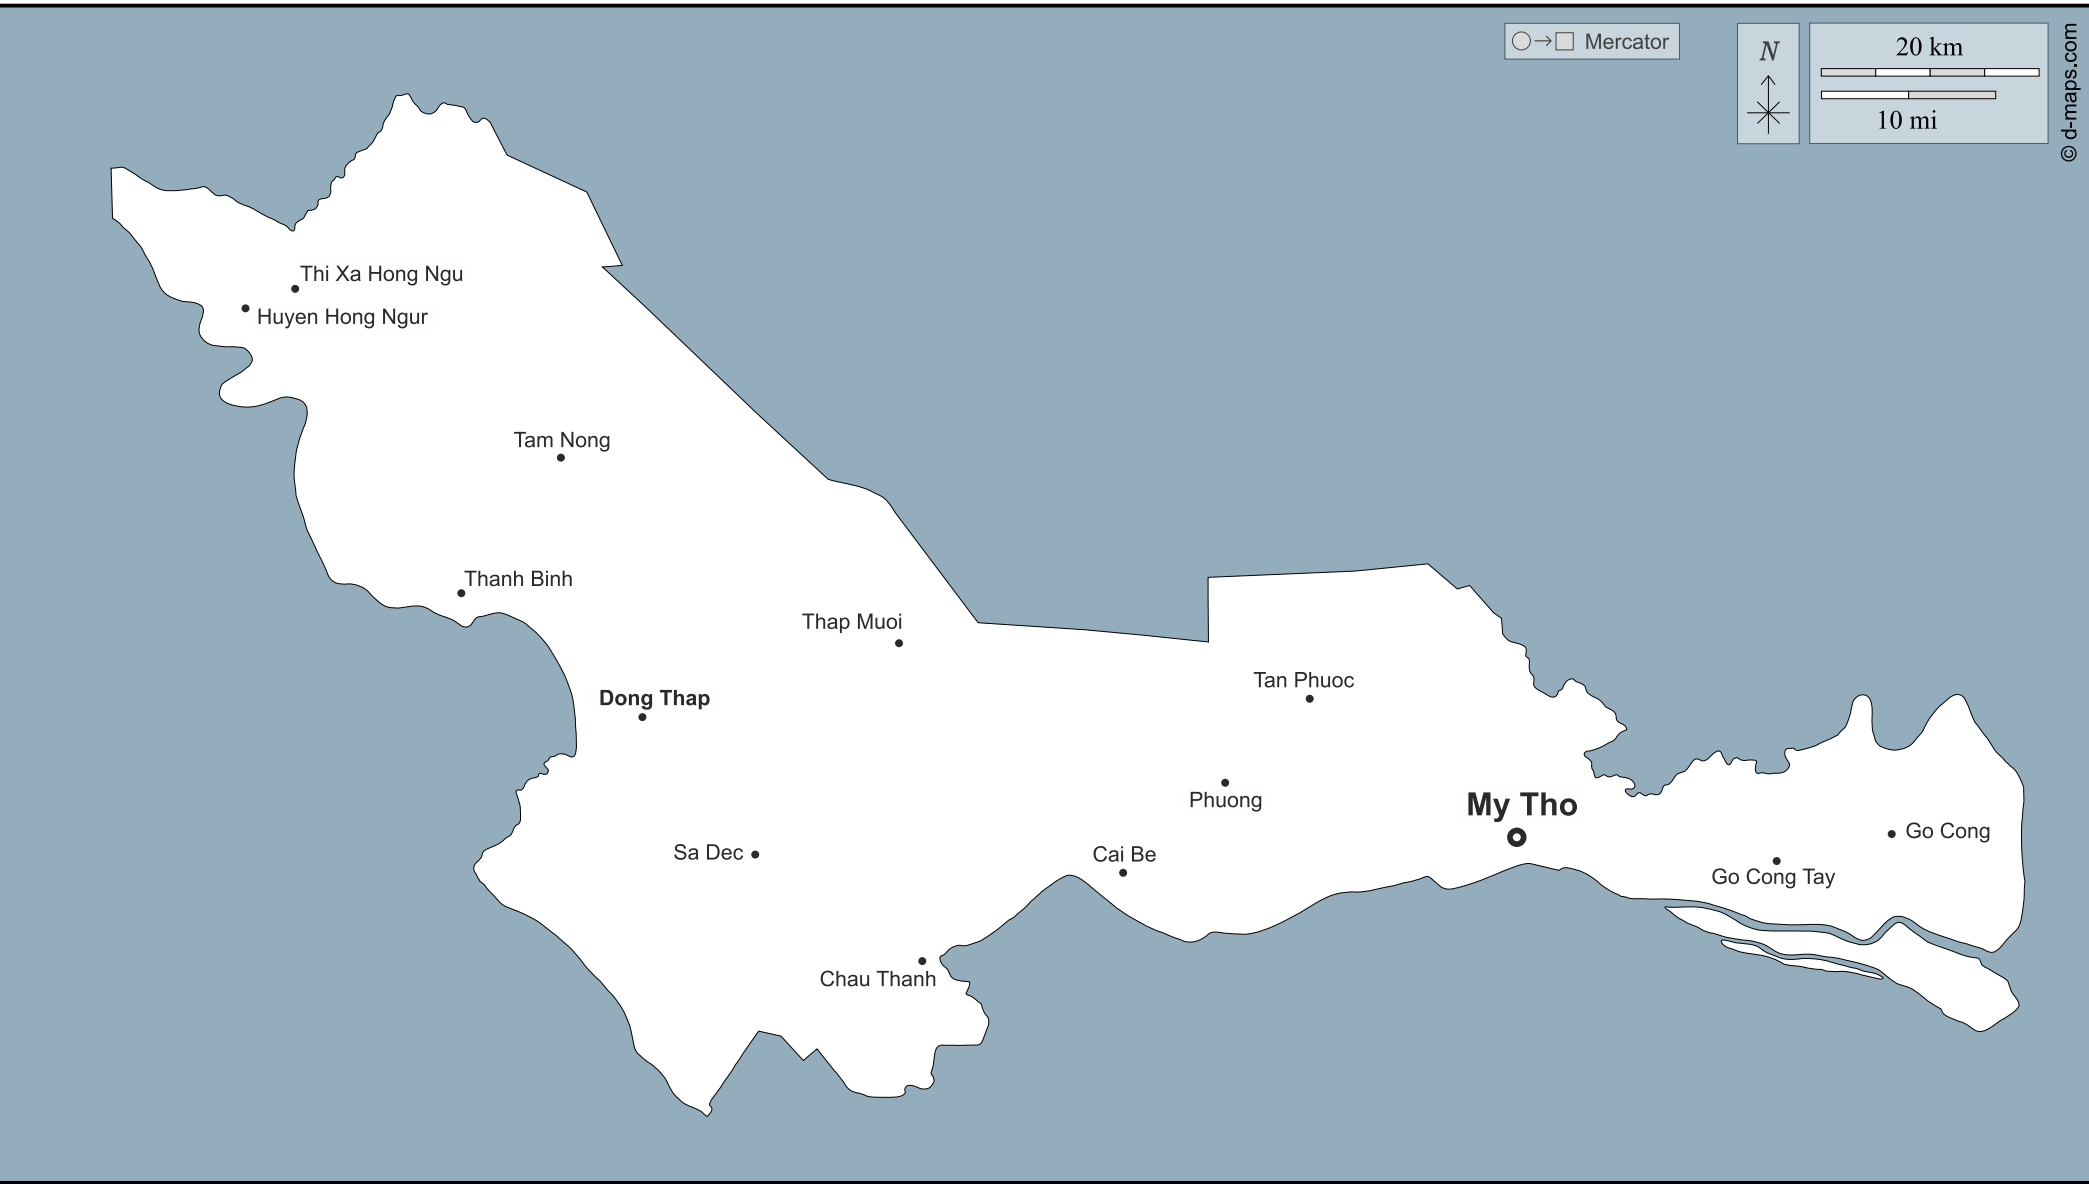 Mercator
N
20 km
10 mi
© d-maps.com
Thi Xa Hong Ngu
Huyen Hong Ngur
Tam Nong
Thanh Binh
Thap Muoi
Dong Thap
Tan Phuoc
Phuong
My Tho
Go Cong
Sa Dec
Cai Be
Go Cong Tay
Chau Thanh